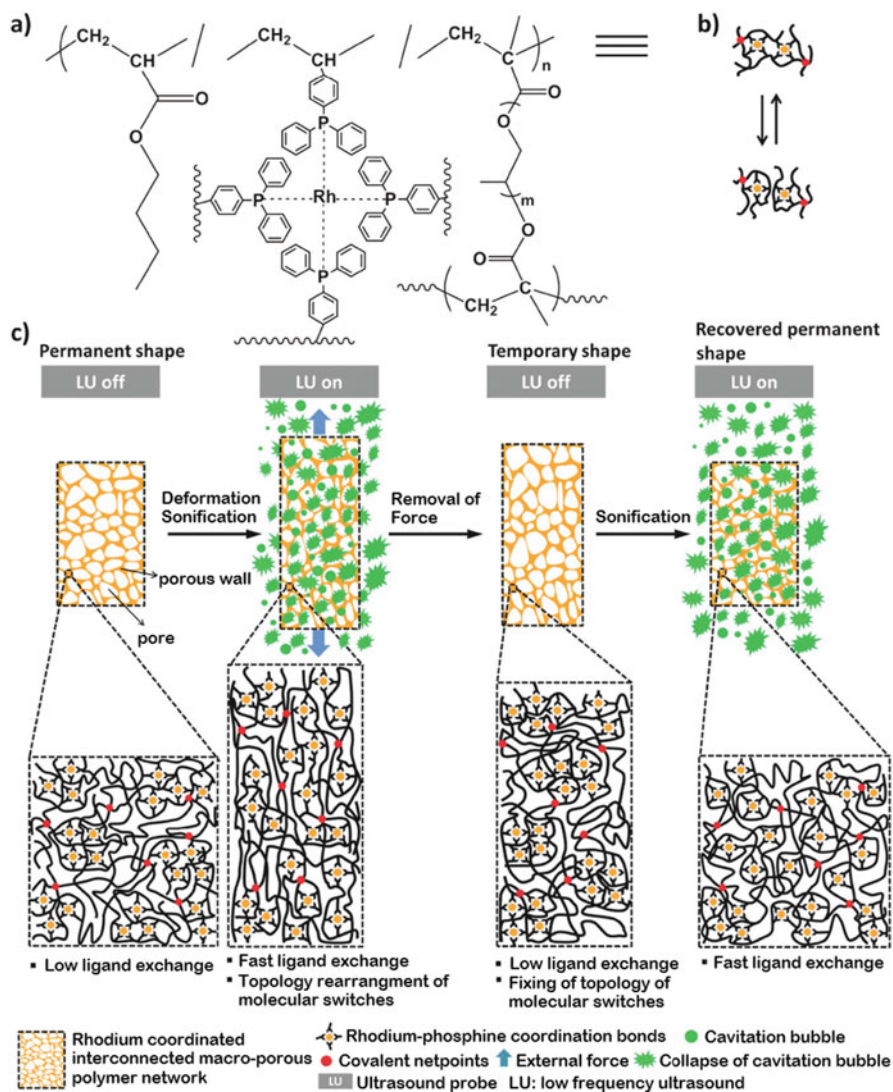 a)
b)
CH2
CH
O
O
CH
P
P
Rh
P
P
CH2
C
n
O
O
m
O
O
C
CH2
c)
Permanent shape
Temporary shape
Recovered permanent
shape
LU off
LU on
LU off
LU on
Deformation
Sonification
Removal of
Force
Sonification
porous wall
pore
▪ Low ligand exchange
▪ Fast ligand exchange
▪ Topology rearrangment of
molecular switches
▪ Low ligand exchange
▪ Fixing of topology of
molecular switches
▪ Fast ligand exchange
Rhodium coordinated
interconnected macro-porous
polymer network
Rhodium-phosphine coordination bonds
Cavitation bubble
Covalent netpoints
External force
Collapse of cavitation bubble
LU Ultrasound probe LU: low frequency ultrasound